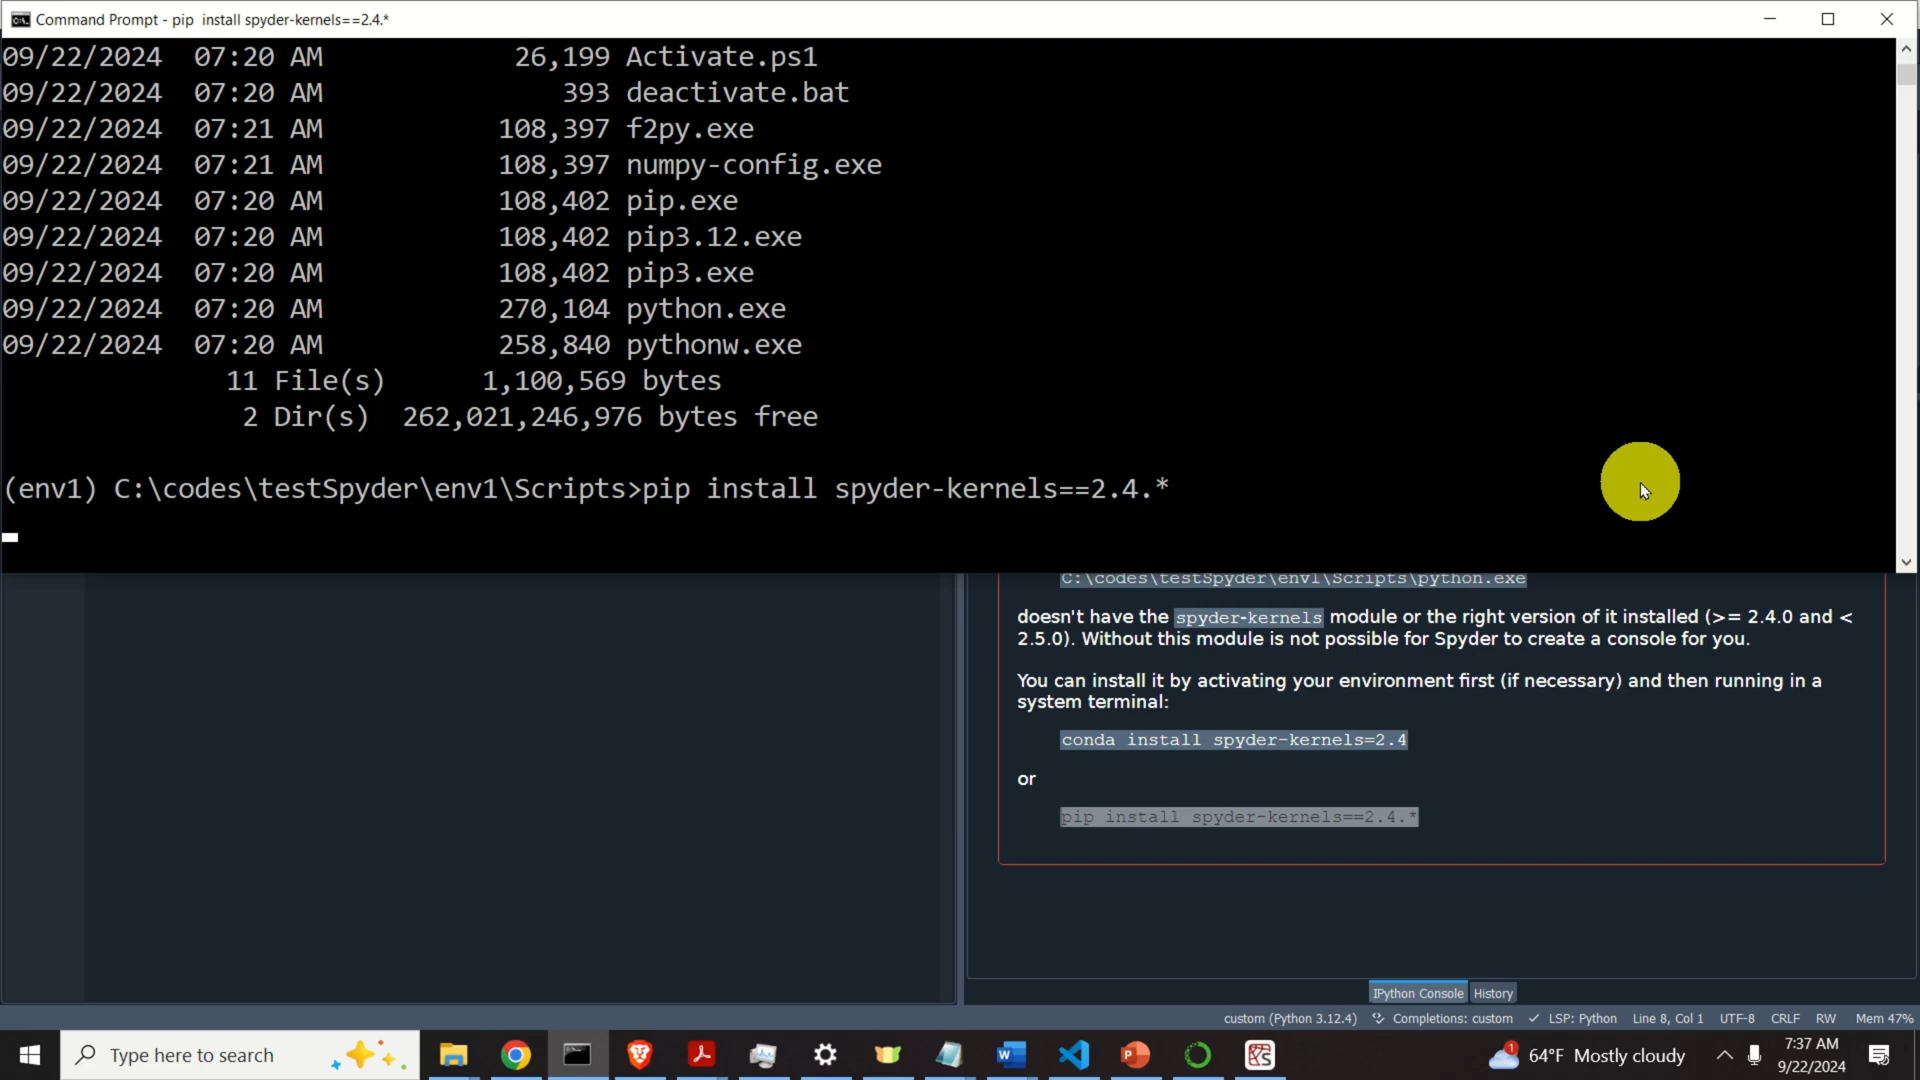 Command Prompt - pip  install spyder-kernels==2.4.*
09/22/2024  07:20 AM            26,199 Activate.ps1
09/22/2024  07:20 AM               393 deactivate.bat
09/22/2024  07:21 AM           108,397 f2py.exe
09/22/2024  07:21 AM           108,397 numpy-config.exe
09/22/2024  07:20 AM           108,402 pip.exe
09/22/2024  07:20 AM           108,402 pip3.12.exe
09/22/2024  07:20 AM           108,402 pip3.exe
09/22/2024  07:20 AM           270,104 python.exe
09/22/2024  07:20 AM           258,840 pythonw.exe
11 File(s)      1,100,569 bytes
2 Dir(s)  262,021,246,976 bytes free
(env1) C:\codes\testSpyder\env1\Scripts>pip install spyder-kernels==2.4.*
C:\codes\testSpyder\env1\Scripts\python.exe
doesn't have the spyder-kernels module or the right version of it installed (>= 2.4.0 and <
2.5.0). Without this module is not possible for Spyder to create a console for you.
You can install it by activating your environment first (if necessary) and then running in a
system terminal:
conda install spyder-kernels=2.4
or
pip install spyder-kernels==2.4.*
IPython Console History
custom (Python 3.12.4) Completions: custom LSP: Python Line 8, Col 1 UTF-8 CRLF RW Mem 47%
Type here to search
64°F Mostly cloudy
7:37 AM
9/22/2024